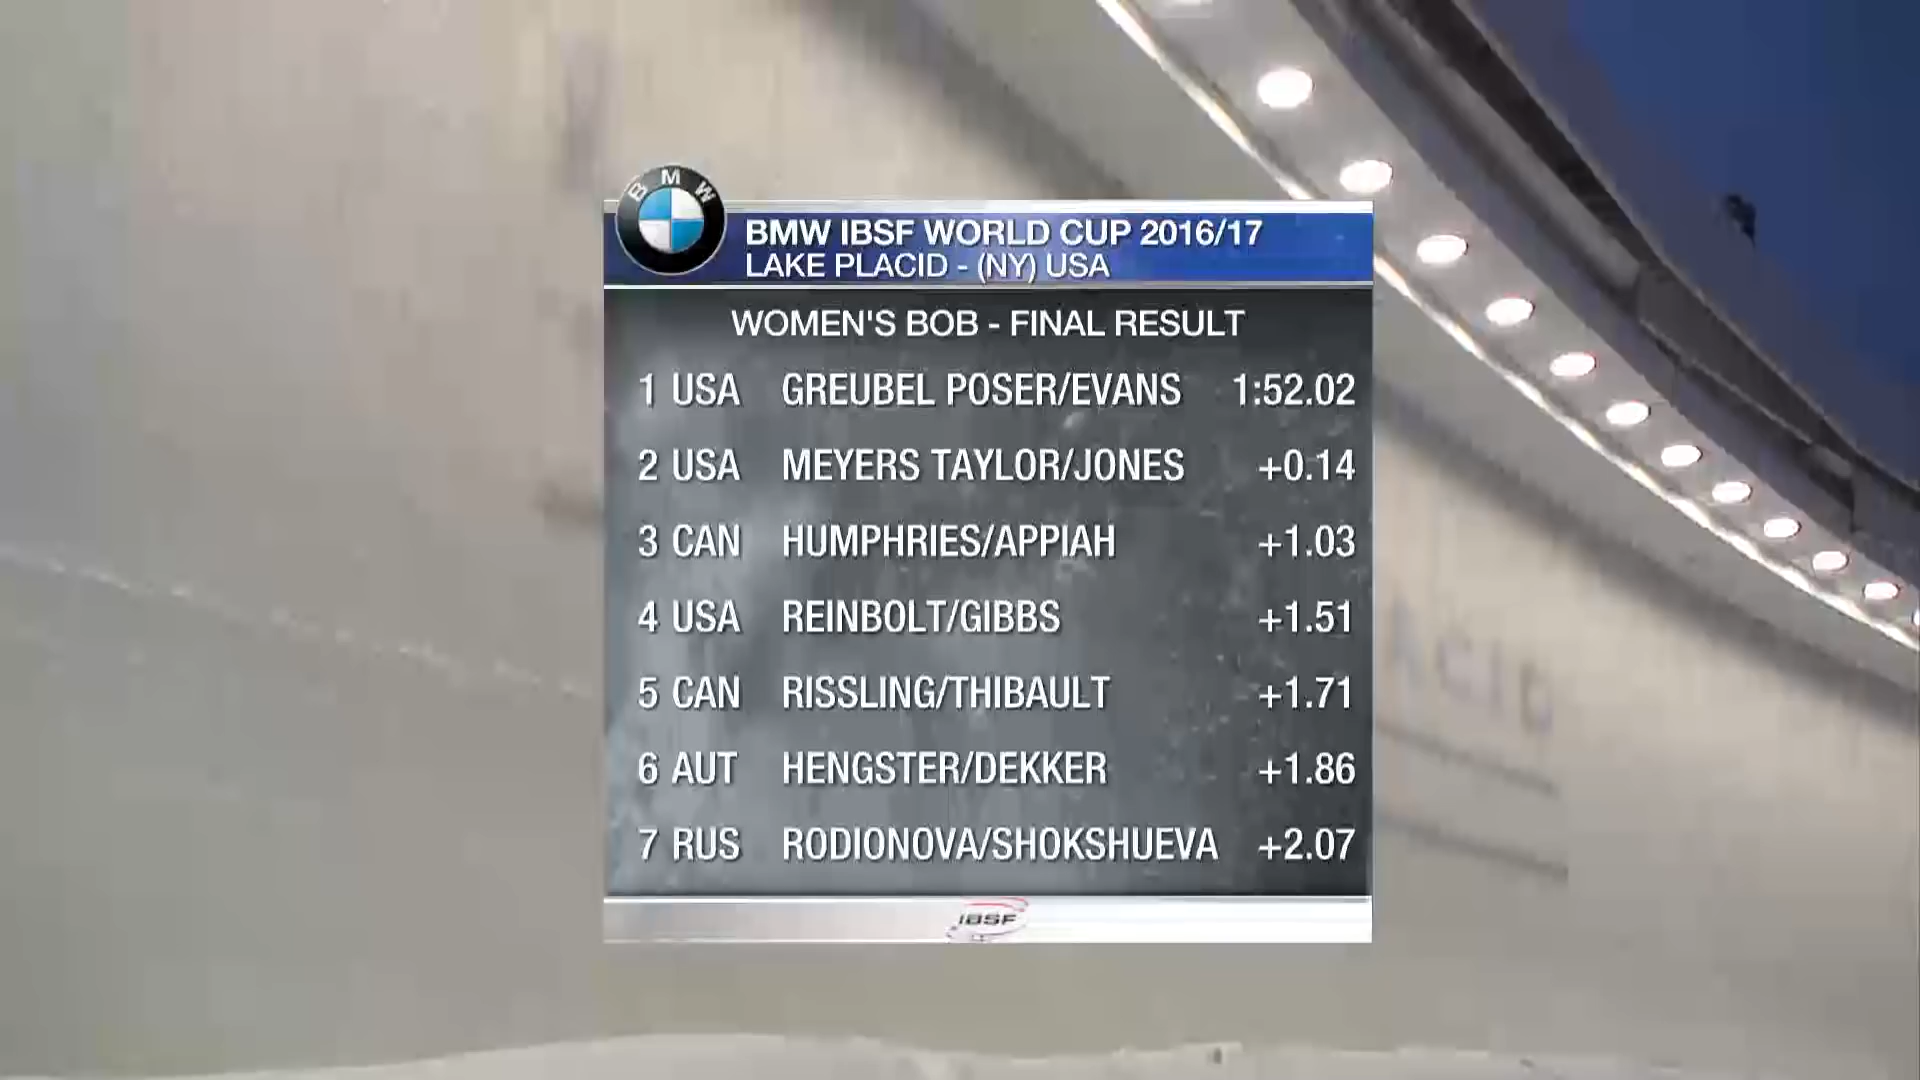 BMW
BMW IBSF WORLD CUP 2016/17
LAKE PLACID - (NY) USA
WOMEN'S BOB - FINAL RESULT
1 USA GREUBEL POSER/EVANS 1:52.02
2 USA MEYERS TAYLOR/JONES +0.14
3 CAN HUMPHRIES/APPIAH +1.03
4 USA REINBOLT/GIBBS +1.51
5 CAN RISSLING/THIBAULT +1.71
6 AUT HENGSTER/DEKKER +1.86
7 RUS RODIONOVA/SHOKSHUEVA +2.07
IBSF